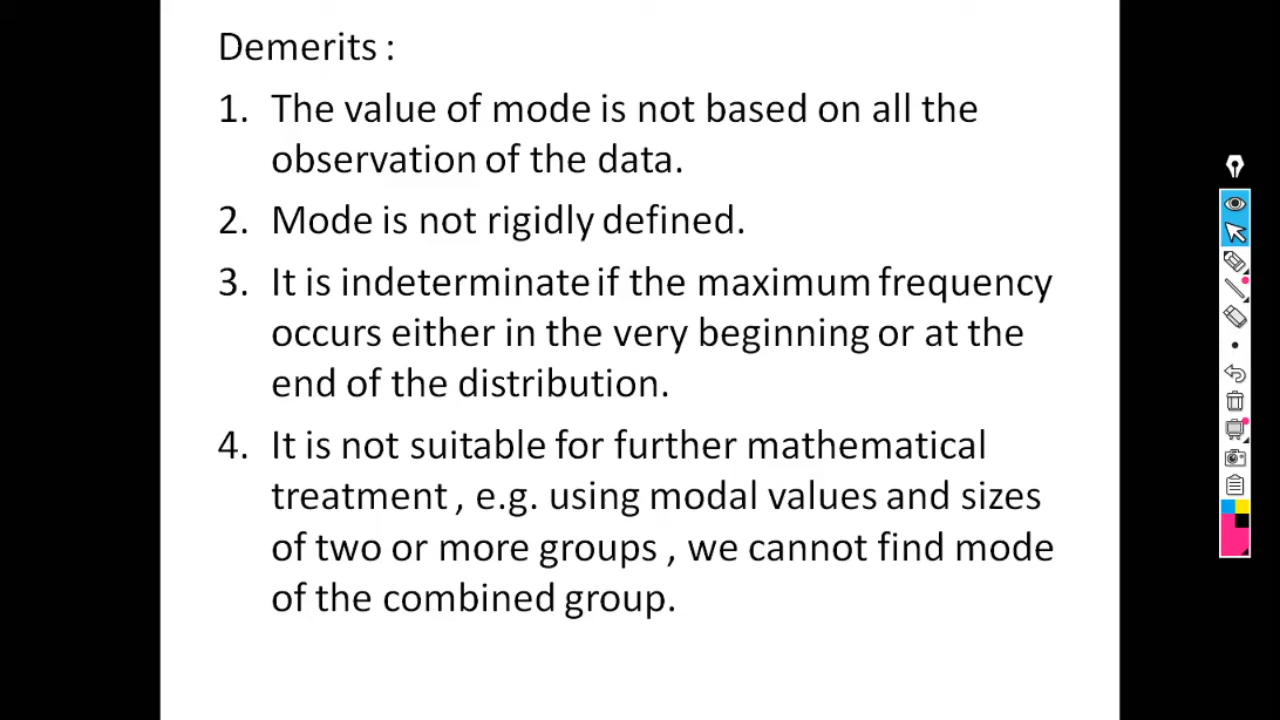 Demerits :
1. The value of mode is not based on all the
observation of the data.
2. Mode is not rigidly defined.
3. It is indeterminate if the maximum frequency
occurs either in the very beginning or at the
end of the distribution.
4. It is not suitable for further mathematical
treatment , e.g. using modal values and sizes
of two or more groups , we cannot find mode
of the combined group.